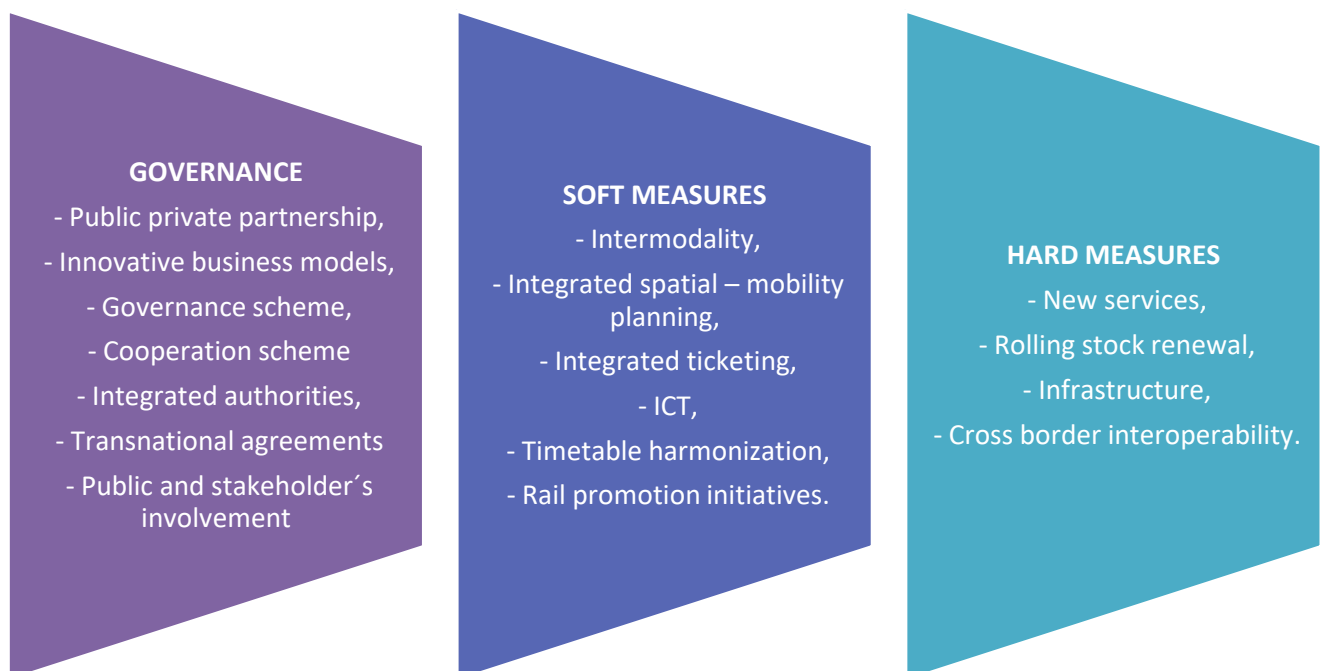 GOVERNANCE
- Public private partnership,
- Innovative business models,
- Governance scheme,
- Cooperation scheme
- Integrated authorities,
- Transnational agreements
- Public and stakeholder´s
involvement
SOFT MEASURES
- Intermodality,
- Integrated spatial – mobility
planning,
- Integrated ticketing,
- ICT,
- Timetable harmonization,
- Rail promotion initiatives.
HARD MEASURES
- New services,
- Rolling stock renewal,
- Infrastructure,
- Cross border interoperability.